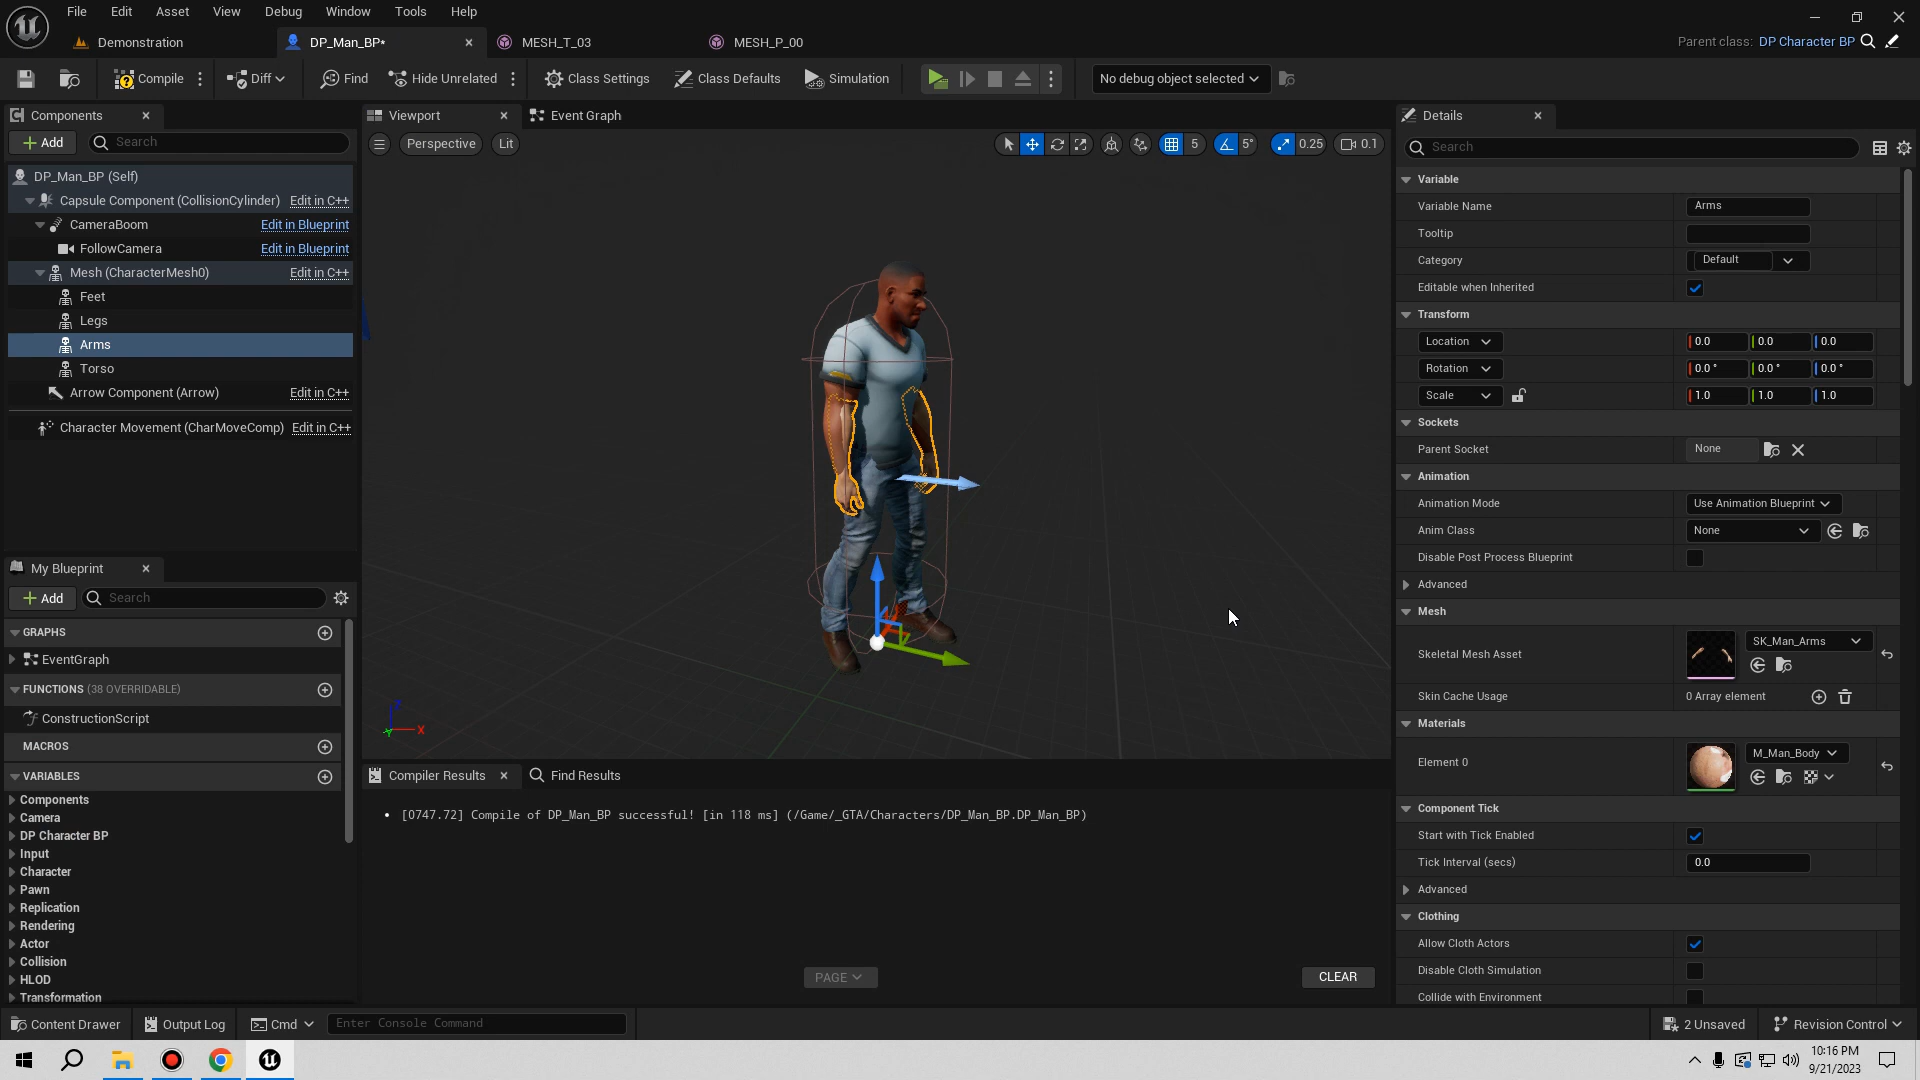 File Edit Asset View Debug Window Tools Help
Demonstration DP_Man_BP* MESH_T_03 MESH_P_00 Parent class: DP Character BP
Compile Diff Find Hide Unrelated Class Settings Class Defaults Simulation No debug object selected
Components Viewport Event Graph Details
Add Search Perspective Lit 5 5° 0.25 0.1 Search
DP_Man_BP (Self)
Capsule Component (CollisionCylinder) Edit in C++
CameraBoom Edit in Blueprint
FollowCamera Edit in Blueprint
Mesh (CharacterMesh0) Edit in C++
Feet
Legs
Arms
Torso
Arrow Component (Arrow) Edit in C++
Character Movement (CharMoveComp) Edit in C++
My Blueprint
Add Search
GRAPHS
EventGraph
FUNCTIONS (38 OVERRIDABLE)
ConstructionScript
MACROS
VARIABLES
Components
Camera
DP Character BP
Input
Character
Pawn
Replication
Rendering
Actor
Collision
HLOD
Transformation
Z
X
Y
Compiler Results Find Results
• [0747.72] Compile of DP_Man_BP successful! [in 118 ms] (/Game/_GTA/Characters/DP_Man_BP.DP_Man_BP)
PAGE CLEAR
Variable
Variable Name Arms
Tooltip
Category Default
Editable when Inherited
Transform
Location 0.0 0.0 0.0
Rotation 0.0 ° 0.0 ° 0.0 °
Scale 1.0 1.0 1.0
Sockets
Parent Socket None
Animation
Animation Mode Use Animation Blueprint
Anim Class None
Disable Post Process Blueprint
Advanced
Mesh
Skeletal Mesh Asset SK_Man_Arms
Skin Cache Usage 0 Array element
Materials
Element 0 M_Man_Body
Component Tick
Start with Tick Enabled
Tick Interval (secs) 0.0
Advanced
Clothing
Allow Cloth Actors
Disable Cloth Simulation
Collide with Environment
Content Drawer Output Log Cmd Enter Console Command 2 Unsaved Revision Control
10:16 PM
9/21/2023